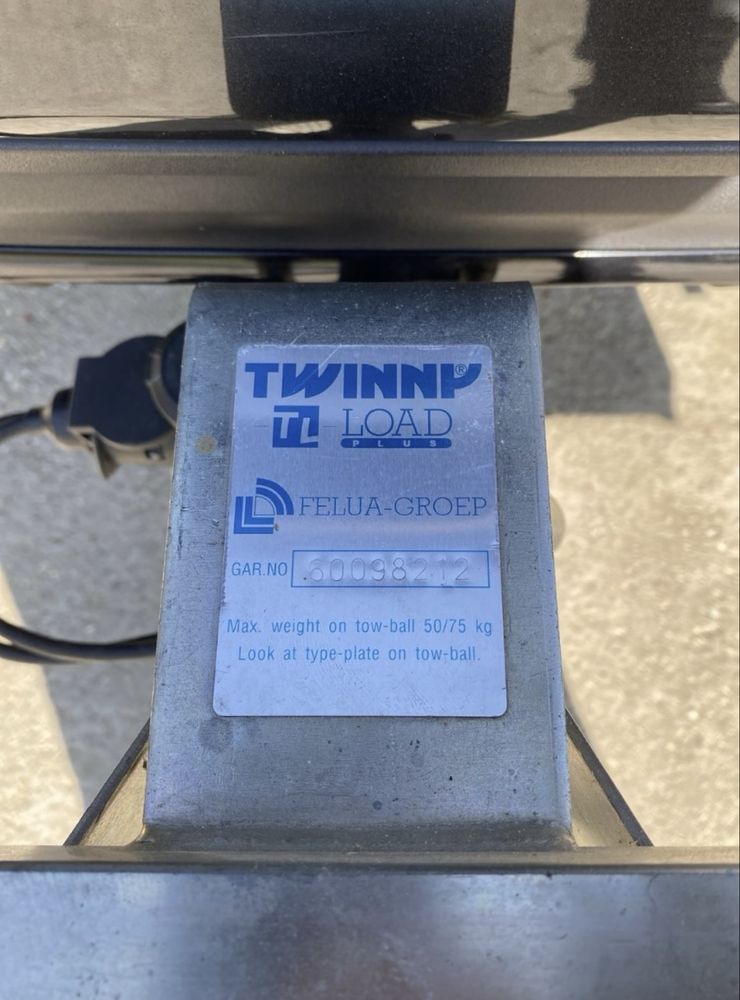 TWINNY®
LOAD
PLUS
FELUA-GROEP
GAR.NO 60098212
Max. weight on tow-ball 50/75 kg
Look at type-plate on tow-ball.